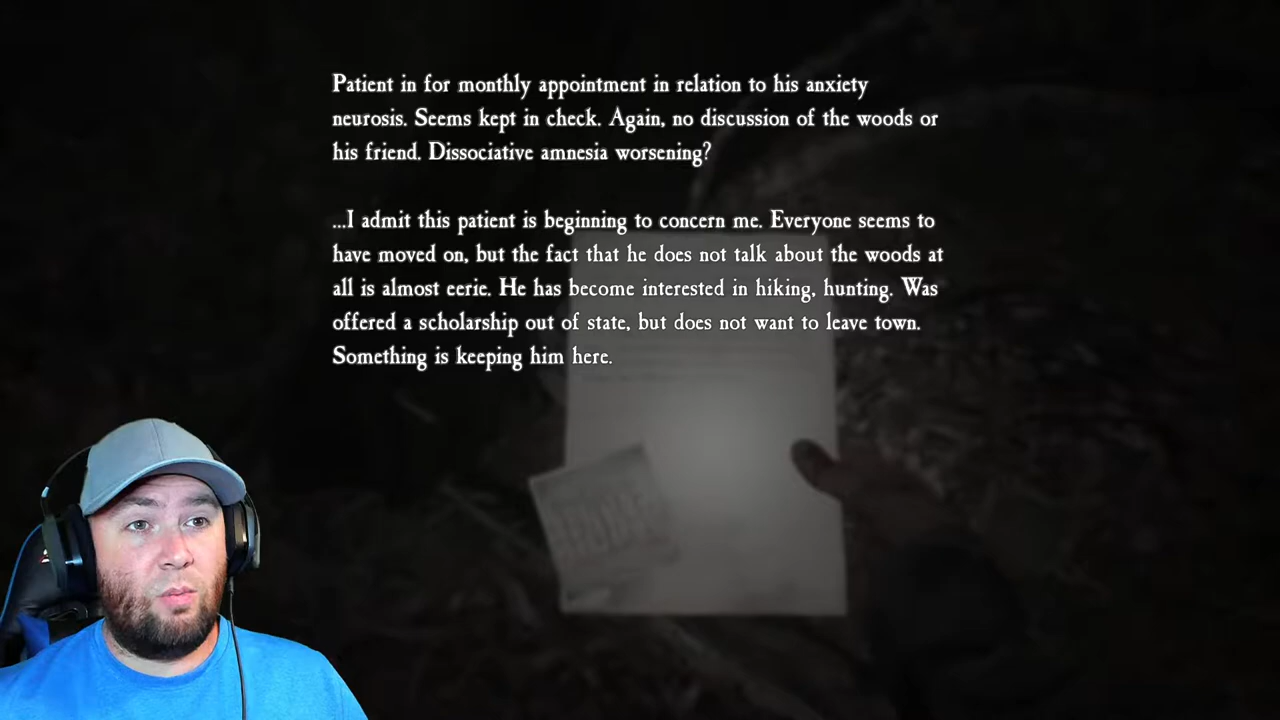 Patient in for monthly appointment in relation to his anxiety
neurosis. Seems kept in check. Again, no discussion of the woods or
his friend. Dissociative amnesia worsening?
...I admit this patient is beginning to concern me. Everyone seems to
have moved on, but the fact that he does not talk about the woods at
all is almost eerie. He has become interested in hiking, hunting. Was
offered a scholarship out of state, but does not want to leave town.
Something is keeping him here.